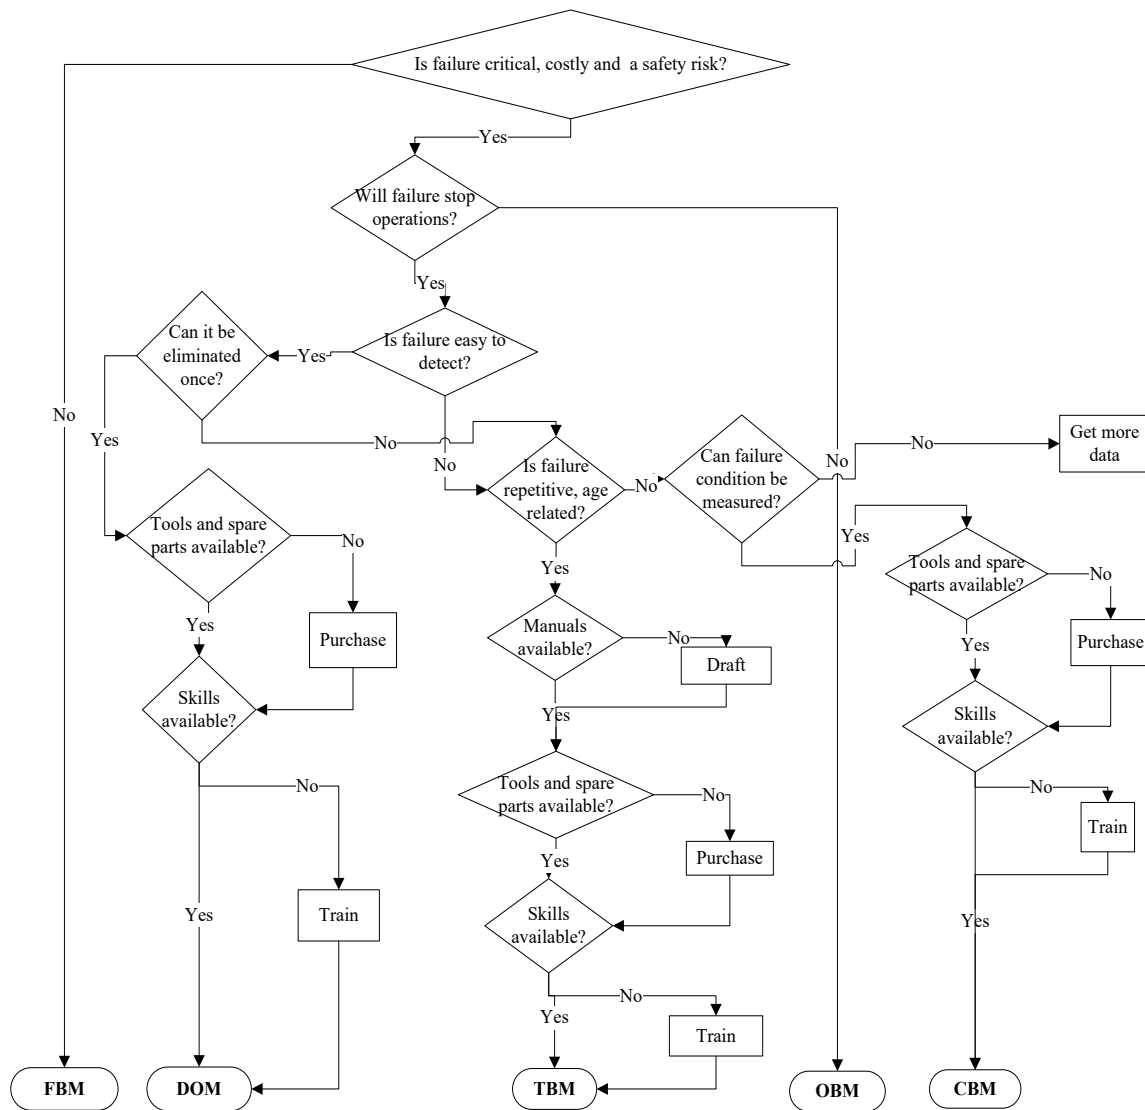 Is failure critical, costly and a safety risk?
Yes
Will failure stop
operations?
Yes
Can it be
eliminated
once?
Yes
Is failure easy to
detect?
No
Yes
No
No
Is failure
repetitive, age
related?
No
Can failure
condition be
measured?
No
No
Get more
data
Tools and spare
parts available?
No
Yes
Yes
Tools and spare
parts available?
No
Yes
Purchase
Yes
Manuals
available?
No
Draft
Yes
Purchase
Skills
available?
Yes
Skills
available?
Tools and spare
parts available?
No
Purchase
No
No
Train
Yes
Train
Yes
Skills
available?
Yes
No
Yes
Train
FBM
DOM
TBM
OBM
CBM